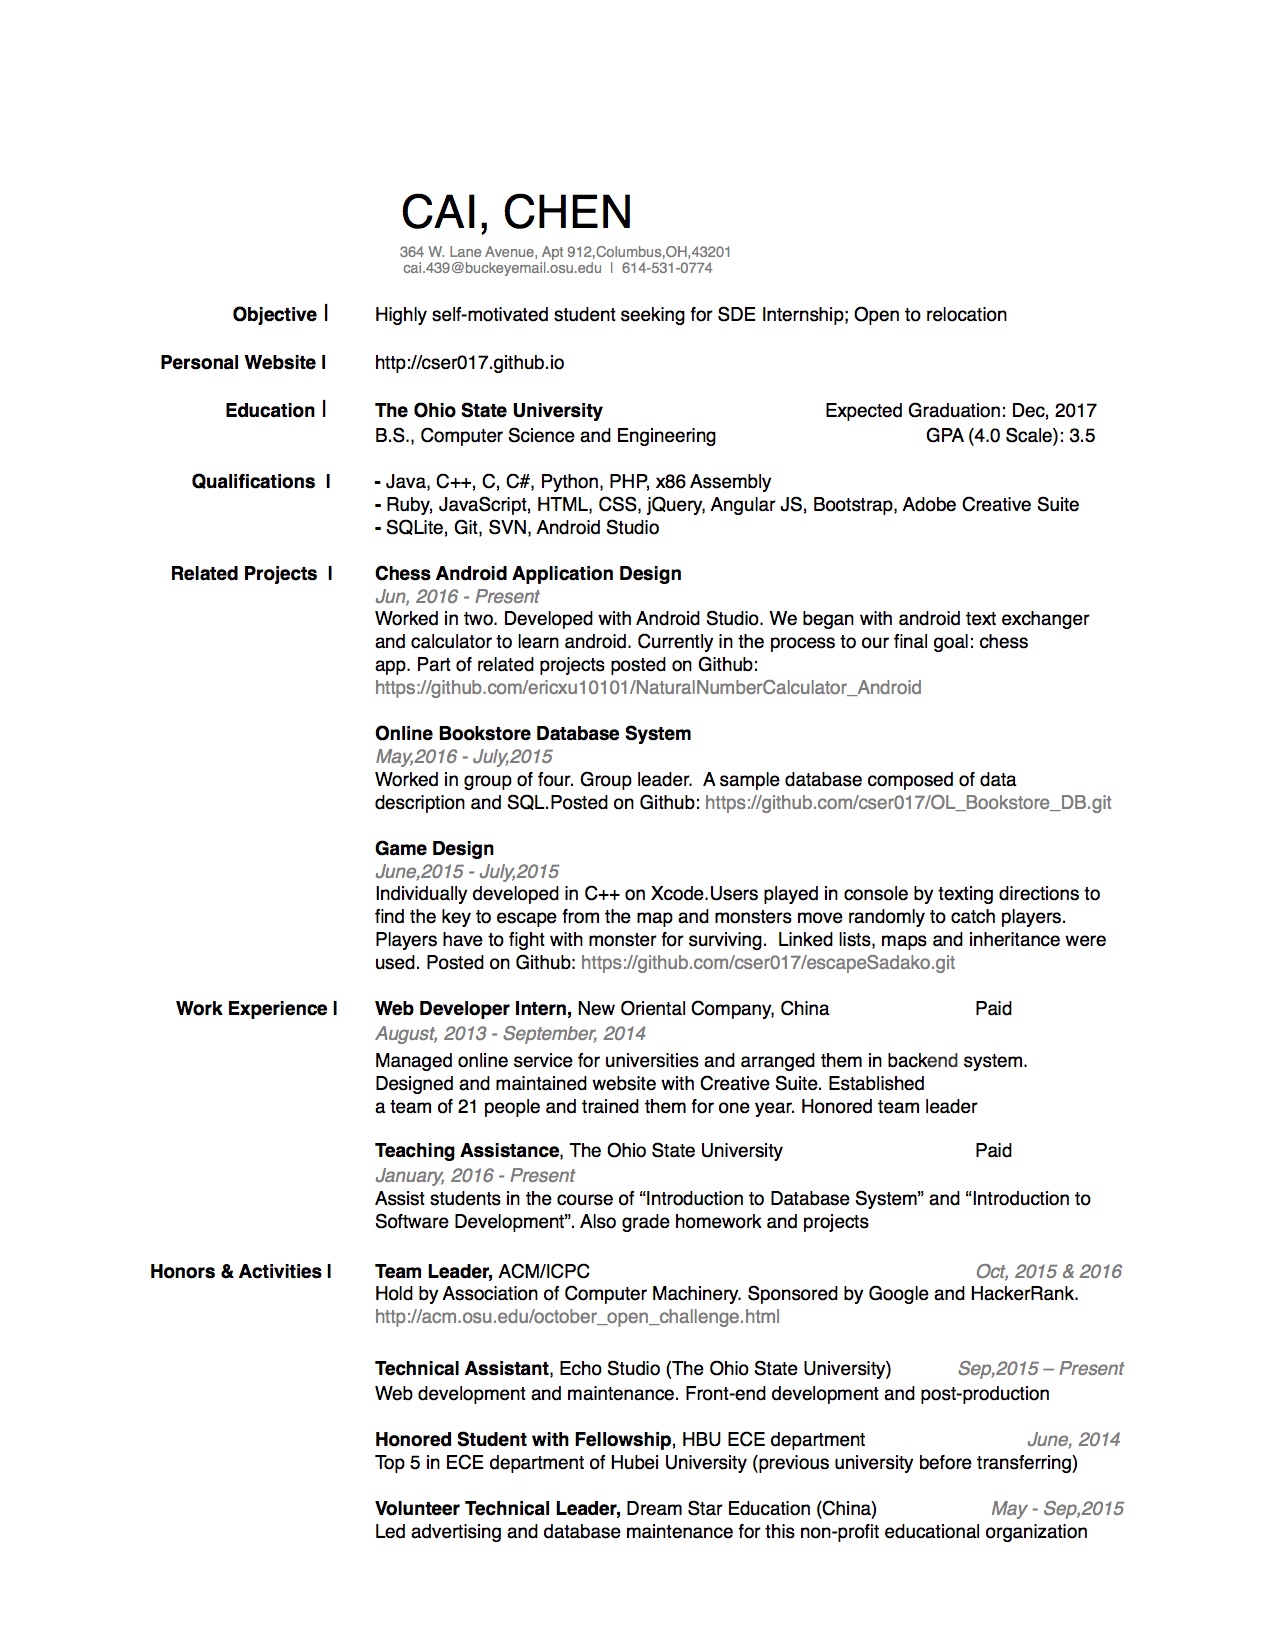 CAI, CHEN
364 W. Lane Avenue, Apt 912,Columbus,OH,43201
cai.439@buckeyemail.osu.edu | 614-531-0774
Objective | Highly self-motivated student seeking for SDE Internship; Open to relocation
Personal Website | http://cser017.github.io
Education | The Ohio State University Expected Graduation: Dec, 2017
B.S., Computer Science and Engineering GPA (4.0 Scale): 3.5
Qualifications | - Java, C++, C, C#, Python, PHP, x86 Assembly
- Ruby, JavaScript, HTML, CSS, jQuery, Angular JS, Bootstrap, Adobe Creative Suite
- SQLite, Git, SVN, Android Studio
Related Projects | Chess Android Application Design
Jun, 2016 - Present
Worked in two. Developed with Android Studio. We began with android text exchanger
and calculator to learn android. Currently in the process to our final goal: chess
app. Part of related projects posted on Github:
https://github.com/ericxu10101/NaturalNumberCalculator_Android
Online Bookstore Database System
May,2016 - July,2015
Worked in group of four. Group leader.  A sample database composed of data
description and SQL.Posted on Github: https://github.com/cser017/OL_Bookstore_DB.git
Game Design
June,2015 - July,2015
Individually developed in C++ on Xcode.Users played in console by texting directions to
find the key to escape from the map and monsters move randomly to catch players.
Players have to fight with monster for surviving.  Linked lists, maps and inheritance were
used. Posted on Github: https://github.com/cser017/escapeSadako.git
Work Experience | Web Developer Intern, New Oriental Company, China Paid
August, 2013 - September, 2014
Managed online service for universities and arranged them in backend system.
Designed and maintained website with Creative Suite. Established
a team of 21 people and trained them for one year. Honored team leader
Teaching Assistance, The Ohio State University Paid
January, 2016 - Present
Assist students in the course of “Introduction to Database System” and “Introduction to
Software Development”. Also grade homework and projects
Honors & Activities | Team Leader, ACM/ICPC Oct, 2015 & 2016
Hold by Association of Computer Machinery. Sponsored by Google and HackerRank.
http://acm.osu.edu/october_open_challenge.html
Technical Assistant, Echo Studio (The Ohio State University) Sep,2015 – Present
Web development and maintenance. Front-end development and post-production
Honored Student with Fellowship, HBU ECE department June, 2014
Top 5 in ECE department of Hubei University (previous university before transferring)
Volunteer Technical Leader, Dream Star Education (China) May - Sep,2015
Led advertising and database maintenance for this non-profit educational organization